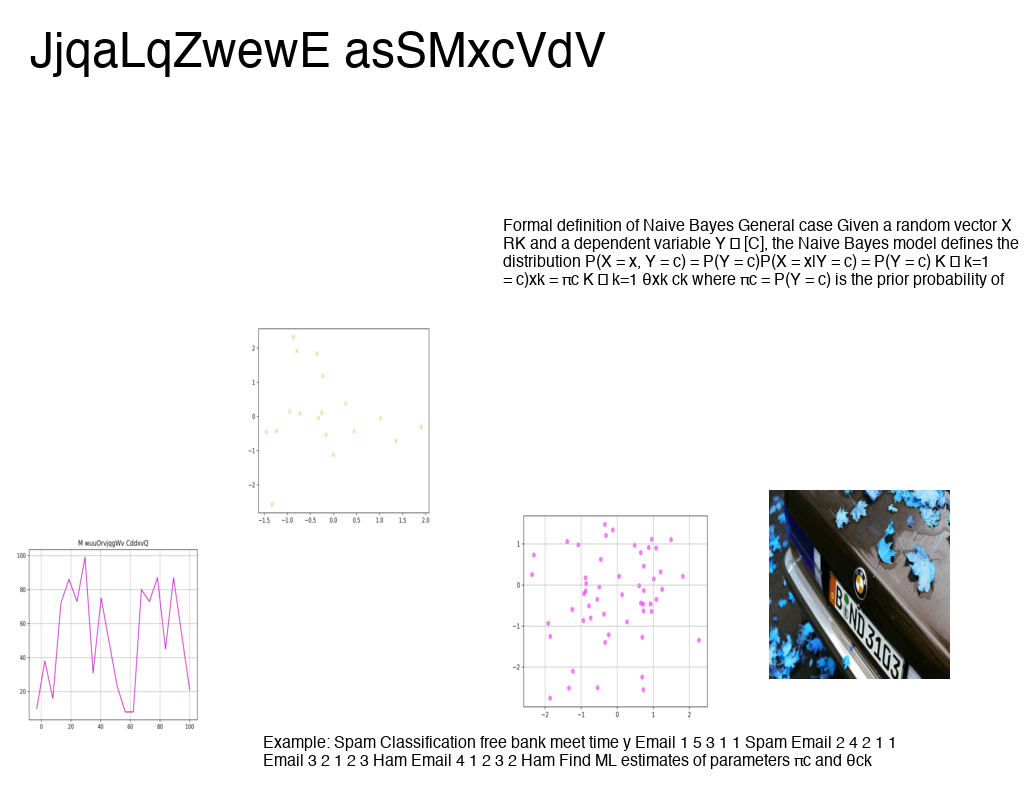 JjqaLqZwewE asSMxcVdV
Formal definition of Naive Bayes General case Given a random vector X
RK and a dependent variable Y □ [C], the Naive Bayes model defines the
distribution P(X = x, Y = c) = P(Y = c)P(X = x|Y = c) = P(Y = c) K □ k=1
= c)xk = πc K □ k=1 θxk ck where πc = P(Y = c) is the prior probability of
2
1
0
−1
−2
−1.5 −1.0 −0.5 0.0 0.5 1.0 1.5 2.0
M wuuOrvjqgWv CddxvQ
100
80
60
40
20
0 20 40 60 80 100
1
0
−1
−2
−2 −1 0 1 2
B ND 3103
Example: Spam Classification free bank meet time y Email 1 5 3 1 1 Spam Email 2 4 2 1 1
Email 3 2 1 2 3 Ham Email 4 1 2 3 2 Ham Find ML estimates of parameters πc and θck